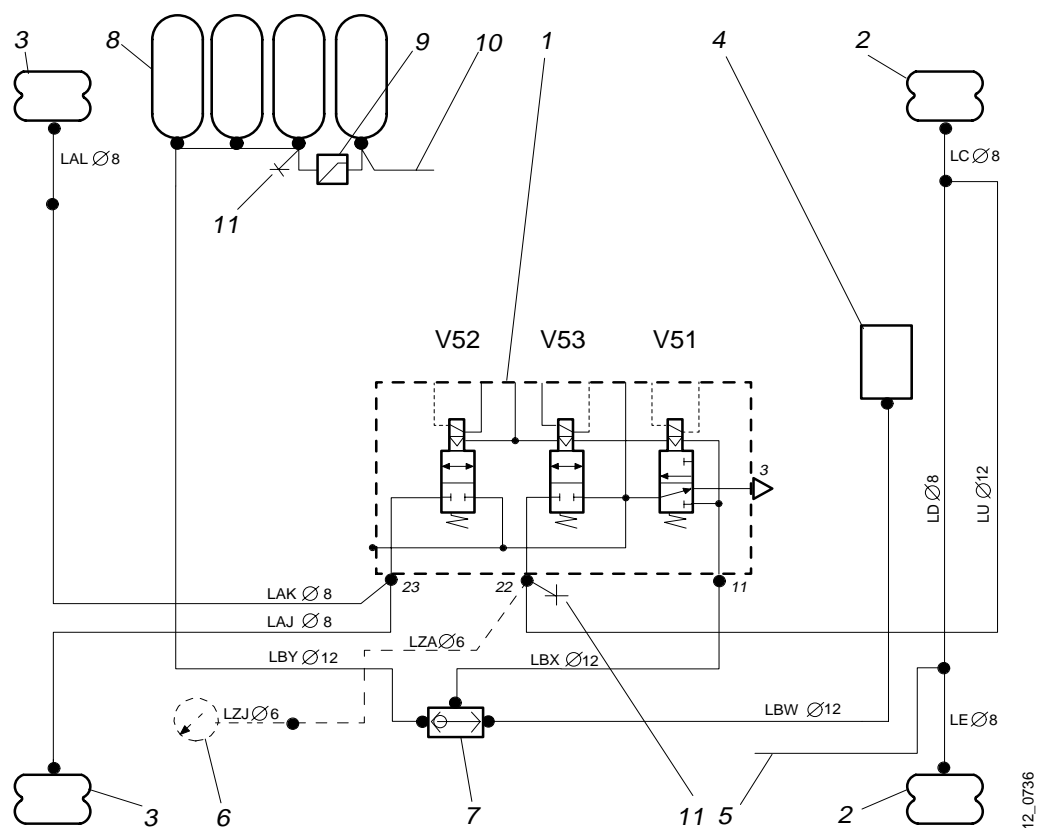 3
8
9
10
1
4
2
LAL Ø 8
LC Ø 8
11
V52
V53
V51
3
LD Ø 8
LU Ø 12
23
22
11
LAK Ø 8
LAJ Ø 8
LZA Ø 6
LBY Ø 12
LBX Ø 12
LZJ Ø 6
LBW Ø 12
LE Ø 8
3
6
7
11
5
2
12_0736